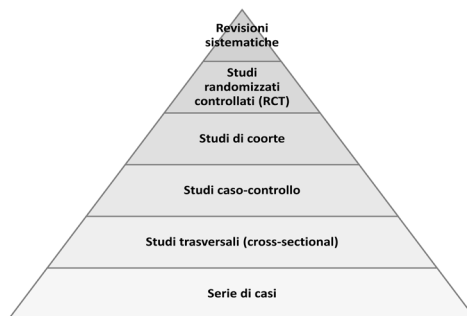 Revisioni
sistematiche
Studi
randomizzati
controllati (RCT)
Studi di coorte
Studi caso-controllo
Studi trasversali (cross-sectional)
Serie di casi